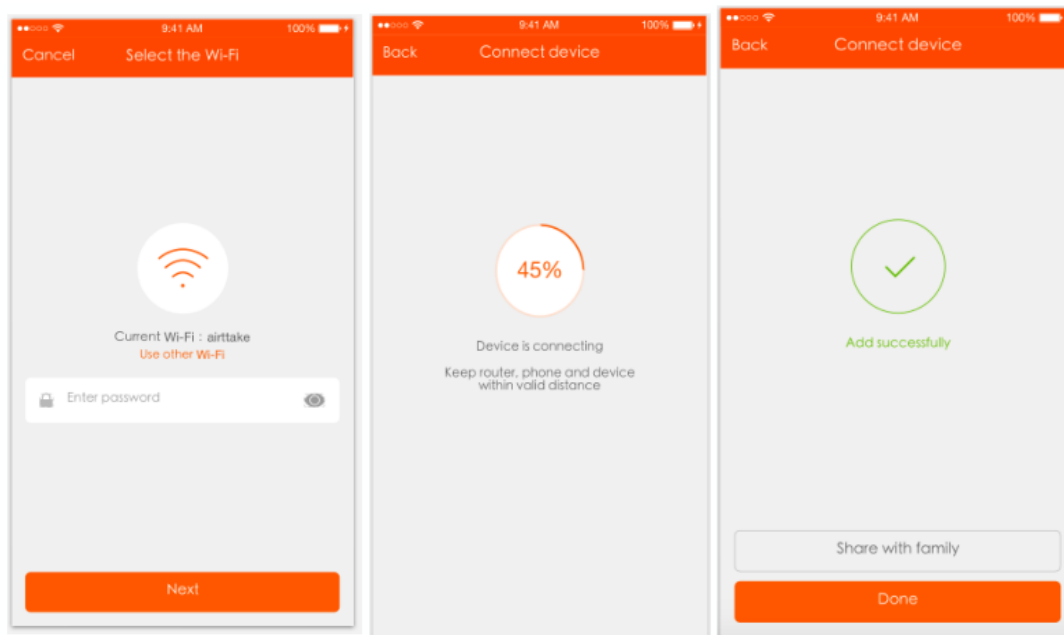 9:41 AM
100%
Cancel
Select the Wi-Fi
Current Wi-Fi : airttake
Use other Wi-Fi
Enter password
Next
9:41 AM
100%
Back
Connect device
45%
Device is connecting
Keep router, phone and device
within valid distance
9:41 AM
100%
Back
Connect device
Add successfully
Share with family
Done